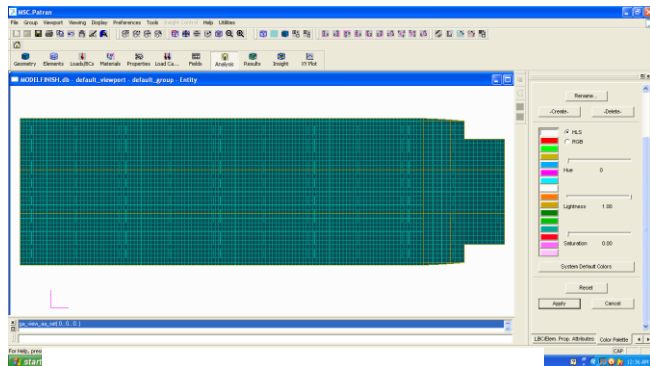 MSC.Patran
File Group Viewport Viewing Display Preferences Tools Insight Control Help Utilities
Geometry Elements Loads/BCs Materials Properties Load Ca... Fields Analysis Results Insight XY Plot
MODELFINISH.db - default_viewport - default_group - Entity
Rename...
-Create- -Delete-
HLS
RGB
Hue 0
Lightness 1.00
Saturation 0.00
System Default Colors
Reset
Apply Cancel
LBC/Elem. Prop. Attributes Color Palette
ga_view_aa_set( 0., 0., 0. )
For Help, pres
CAP
start
12:36 AM